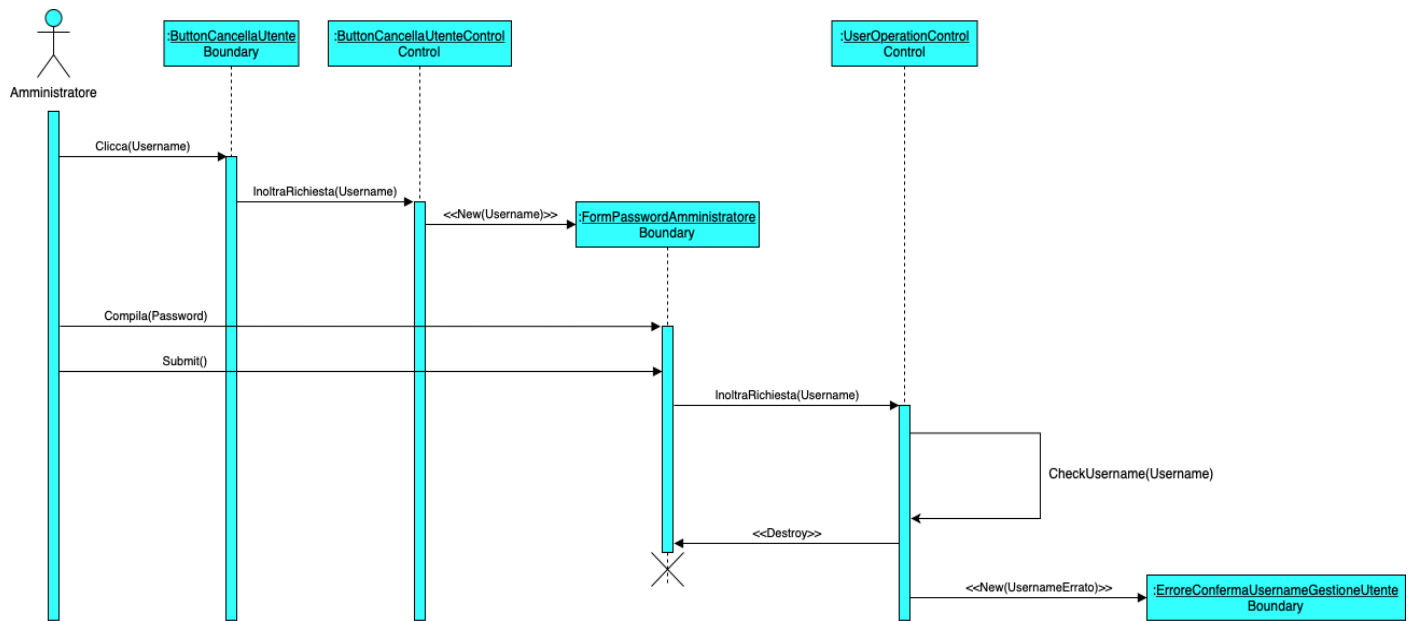 :ButtonCancellaUtente
Boundary
:ButtonCancellaUtenteControl
Control
:UserOperationControl
Control
Amministratore
Clicca(Username)
InoltraRichiesta(Username)
<<New(Username)>>
:FormPasswordAmministratore
Boundary
Compila(Password)
Submit()
InoltraRichiesta(Username)
CheckUsername(Username)
<<Destroy>>
<<New(UsernameErrato)>>
:ErroreConfermaUsernameGestioneUtente
Boundary